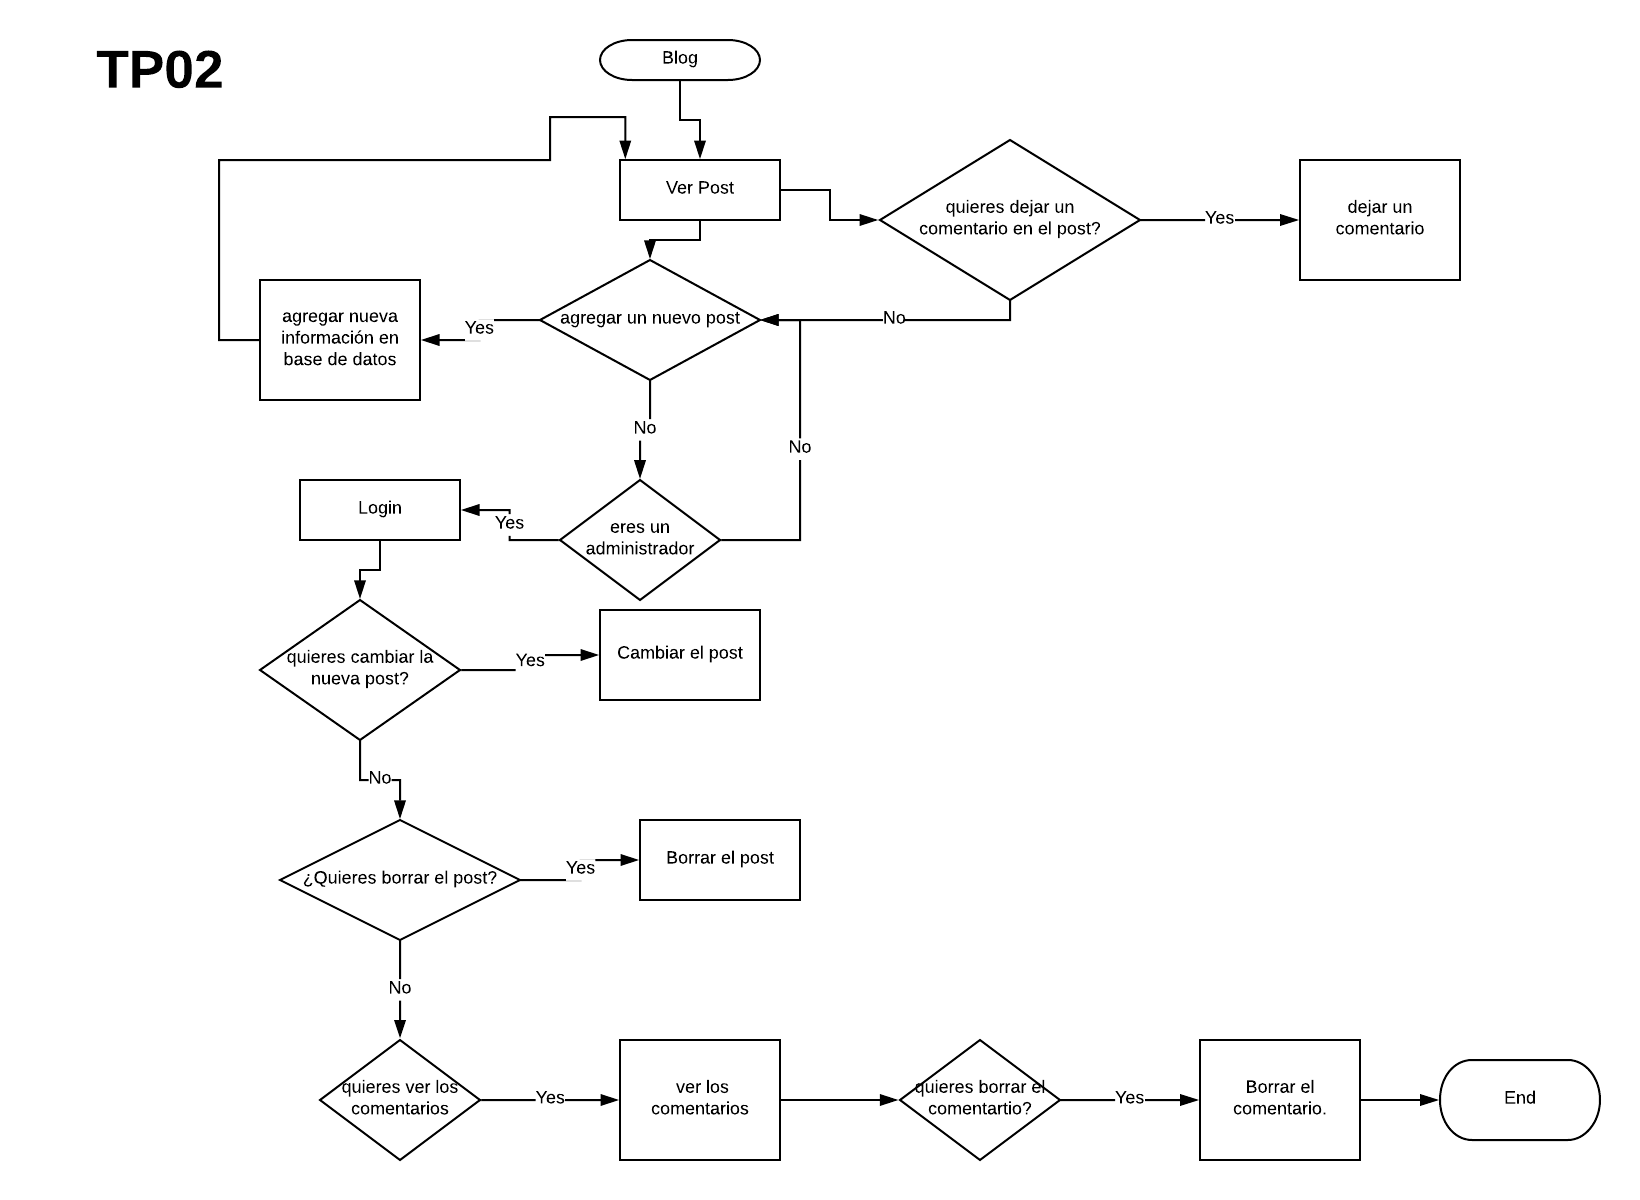 TP02
Blog
Ver Post
quieres dejar un
comentario en el post?
Yes
dejar un
comentario
No
agregar un nuevo post
Yes
agregar nueva
información en
base de datos
No
No
eres un
administrador
Yes
Login
quieres cambiar la
nueva post?
Yes
Cambiar el post
No
¿Quieres borrar el post?
Yes
Borrar el post
No
quieres ver los
comentarios
Yes
ver los
comentarios
quieres borrar el
comentartio?
Yes
Borrar el
comentario.
End